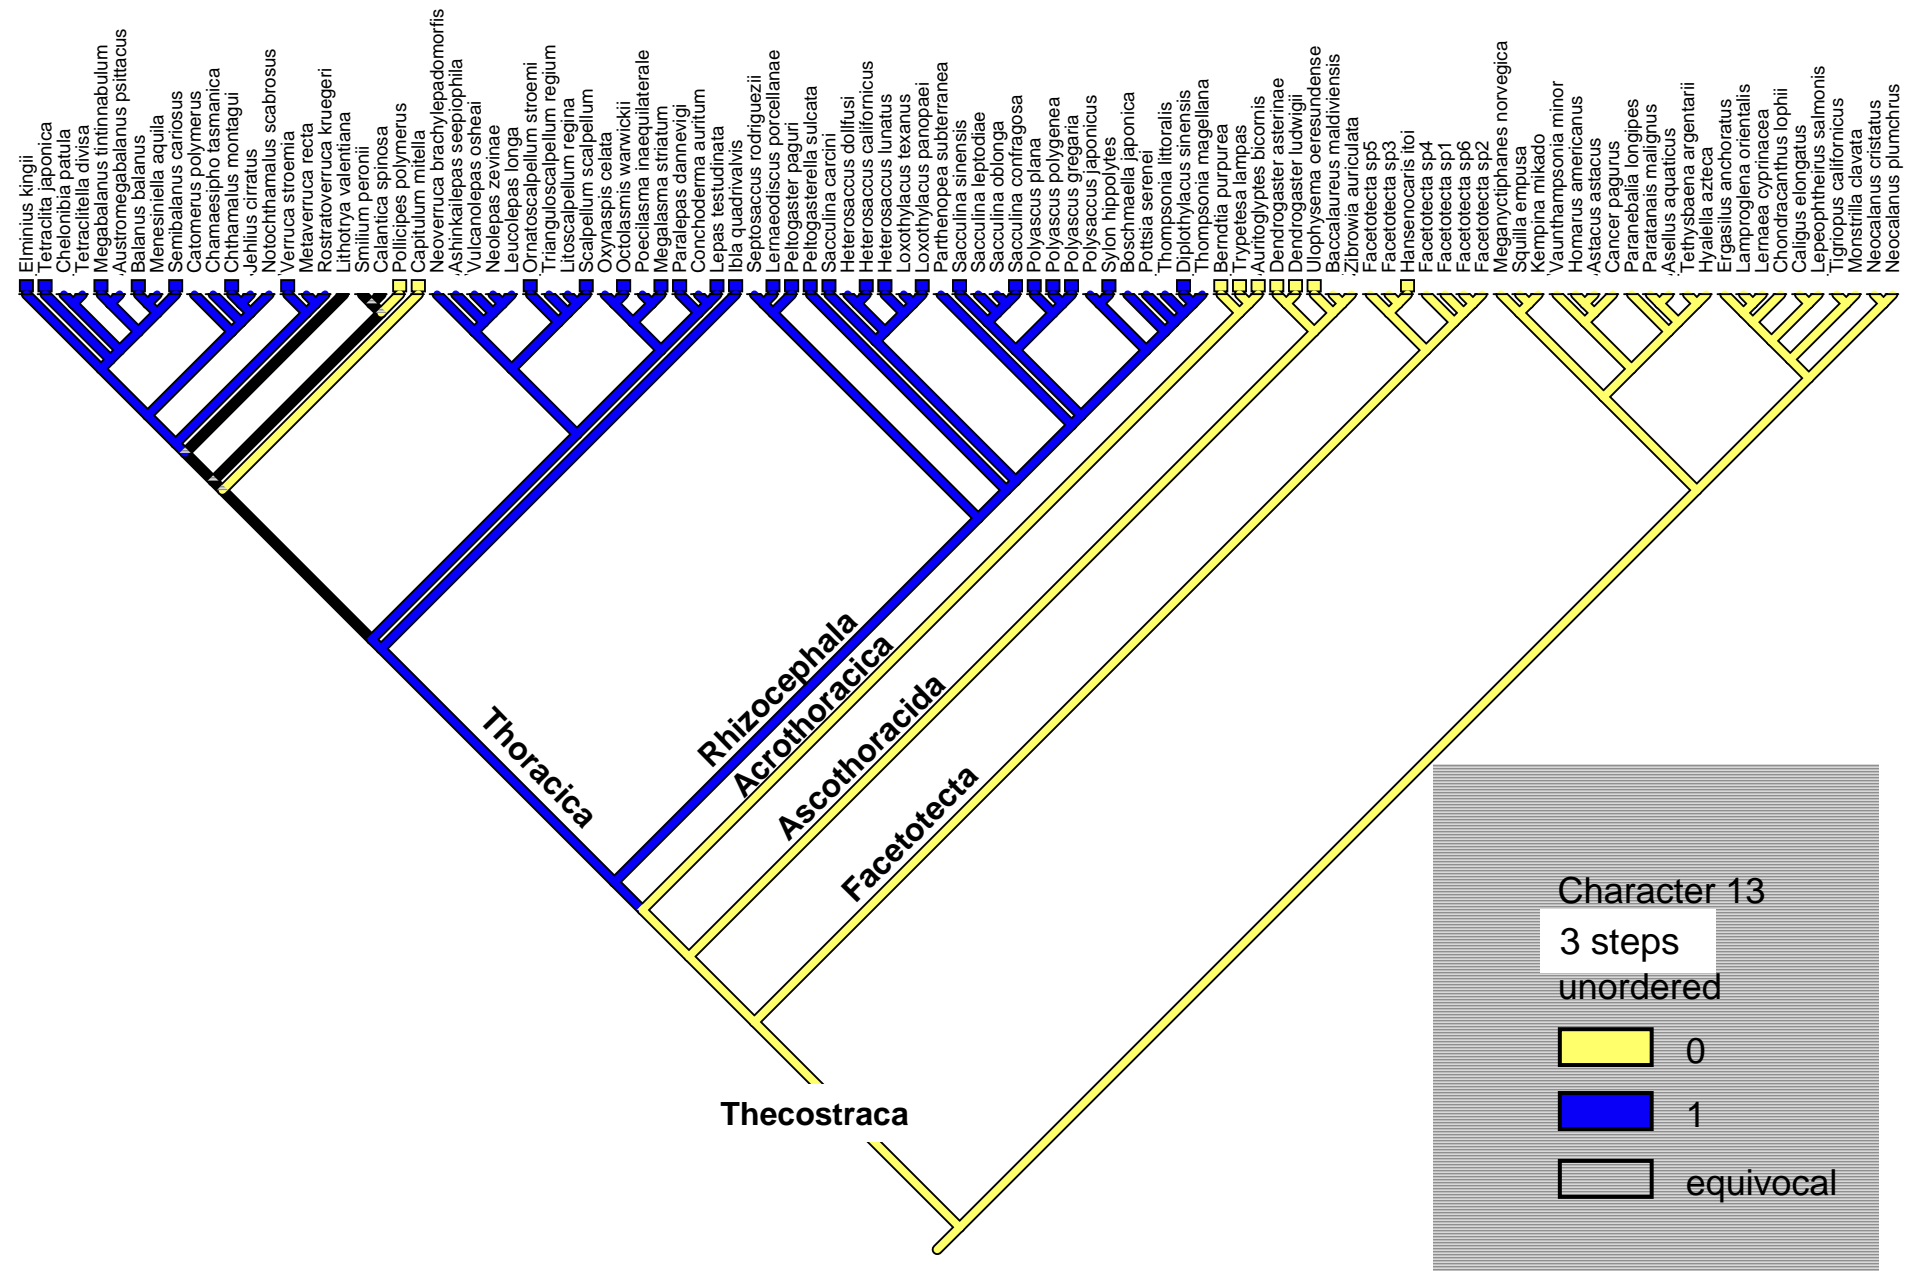 Elminius kingii
Tetraclita japonica
Chelonibia patula
Tetraclitella divisa
Megabalanus tintinnabulum
Austromegabalanus psittacus
Balanus balanus
Menesiniella aquila
Semibalanus cariosus
Catomerus polymerus
Chamaesipho tasmanica
Chthamalus montagui
Jehlius cirratus
Notochthamalus scabrosus
Verruca stroemia
Metaverruca recta
Rostratoverruca kruegeri
Lithotrya valentiana
Smilium peronii
Calantica spinosa
Pollicipes polymerus
Capitulum mitella
Neoverruca brachylepadomorfis
Ashinkailepas seepiophila
Vulcanolepas osheai
Neolepas zevinae
Leucolepas longa
Ornatoscalpellum stroemi
Trianguloscalpellum regium
Litoscalpellum regina
Scalpellum scalpellum
Oxynaspis celata
Octolasmis warwickii
Poecilasma inaequilaterale
Megalasma striatum
Paralepas dannevigi
Conchoderma auritum
Lepas testudinata
Ibla quadrivalvis
Septosaccus rodriguezii
Lernaeodiscus porcellanae
Peltogaster paguri
Peltogasterella sulcata
Sacculina carcini
Heterosaccus dollfusi
Heterosaccus californicus
Heterosaccus lunatus
Loxothylacus texanus
Loxothylacus panopaei
Parthenopea subterranea
Sacculina sinensis
Sacculina leptodiae
Sacculina oblonga
Sacculina confragosa
Polyascus plana
Polyascus polygenea
Polyascus gregaria
Polysaccus japonicus
Sylon hippolytes
Boschmaella japonica
Pottsia serenei
Thompsonia littoralis
Diplothylacus sinensis
Thompsonia magellana
Berndtia purpurea
Trypetesa lampas
Auritoglyptes bicornis
Dendrogaster asterinae
Dendrogaster ludwigii
Ulophysema oeresundense
Baccalaureus maldiviensis
Zibrowia auriculata
Facetotecta sp5
Facetotecta sp3
Hansenocaris itoi
Facetotecta sp4
Facetotecta sp1
Facetotecta sp6
Facetotecta sp2
Meganyctiphanes norvegica
Squilla empusa
Kempina mikado
Vaunthampsonia minor
Homarus americanus
Astacus astacus
Cancer pagurus
Paranebalia longipes
Paratanais malignus
Asellus aquaticus
Tethysbaena argentarii
Hyalella azteca
Ergasilus anchoratus
Lamproglena orientalis
Lernaea cyprinacea
Chondracanthus lophii
Caligus elongatus
Lepeophtheirus salmonis
Tigriopus californicus
Monstrilla clavata
Neocalanus cristatus
Neocalanus plumchrus
Thoracica
Rhizocephala
Acrothoracica
Ascothoracida
Facetotecta
Thecostraca
Character 13
3 steps
unordered
0
1
equivocal